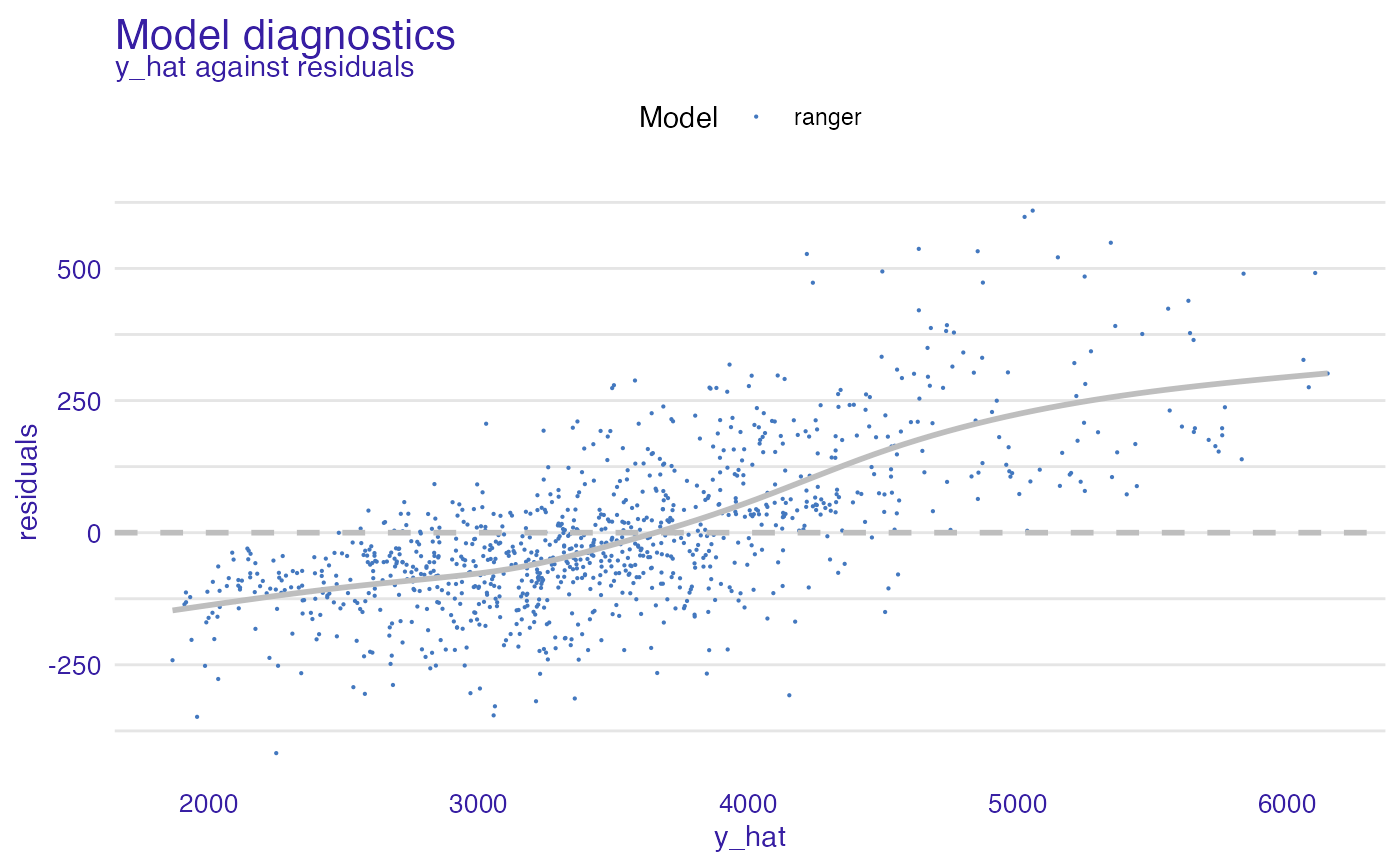 Model diagnostics
y_hat against residuals
Model ranger
500
250
0
-250
residuals
2000 3000 4000 5000 6000
y_hat